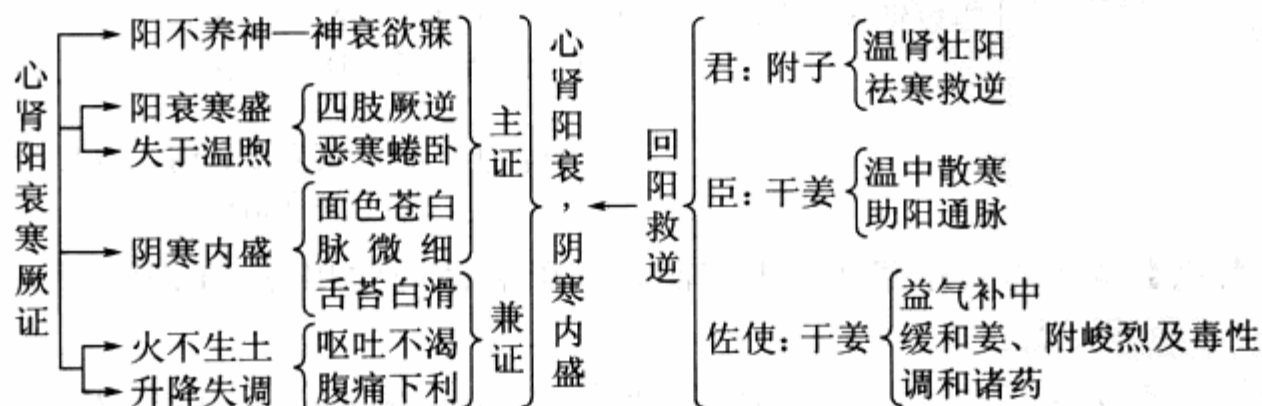 心肾阳衰寒厥证
阳不养神—神衰欲寐
阳衰寒盛
失于温煦
四肢厥逆
恶寒蜷卧
阴寒内盛
面色苍白
脉微细
舌苔白滑
火不生土
升降失调
呕吐不渴
腹痛下利
主证
兼证
心肾阳衰，阴寒内盛
回阳救逆
君：附子
温肾壮阳
祛寒救逆
臣：干姜
温中散寒
助阳通脉
佐使：干姜
益气补中
缓和姜、附峻烈及毒性
调和诸药